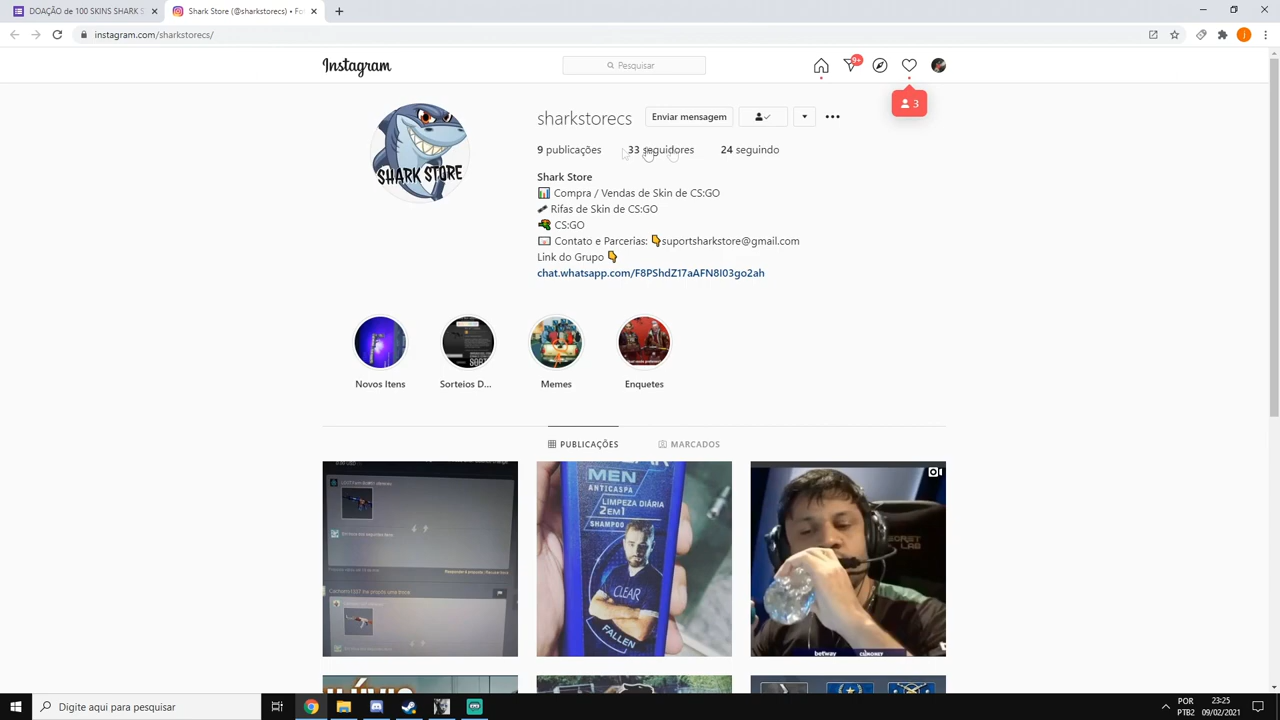 DOAÇÃO de 100 SKINS SHARK S
Shark Store (@sharkstorecs) • Fo
instagram.com/sharkstorecs/
j
Instagram
Pesquisar
9+
3
sharkstorecs
Enviar mensagem
9 publicações
33 seguidores
24 seguindo
Shark Store
Compra / Vendas de Skin de CS:GO
Rifas de Skin de CS:GO
CS:GO
Contato e Parcerias: suportsharkstore@gmail.com
Link do Grupo
chat.whatsapp.com/F8PShdZ17aAFN8I03go2ah
SHARK STORE
Novos Itens
Sorteios D...
Memes
Enquetes
PUBLICAÇÕES
MARCADOS
MEN
ANTICASPA
LIMPEZA DIÁRIA
2EM1
SHAMPOO
CLEAR
FALLEN
betway
Digite aqui para pesquisar
POR
PTB2
23:25
09/02/2021